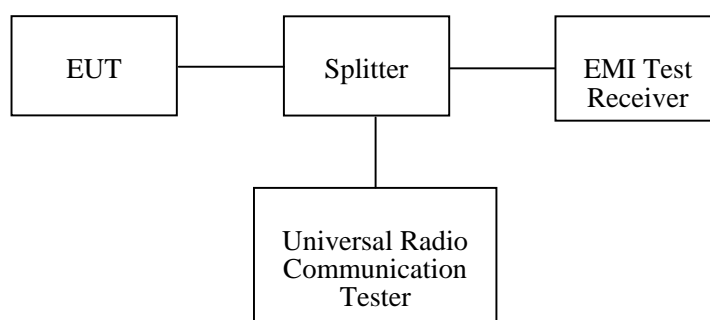 EUT
Splitter
EMI Test
Receiver
Universal Radio
Communication
Tester